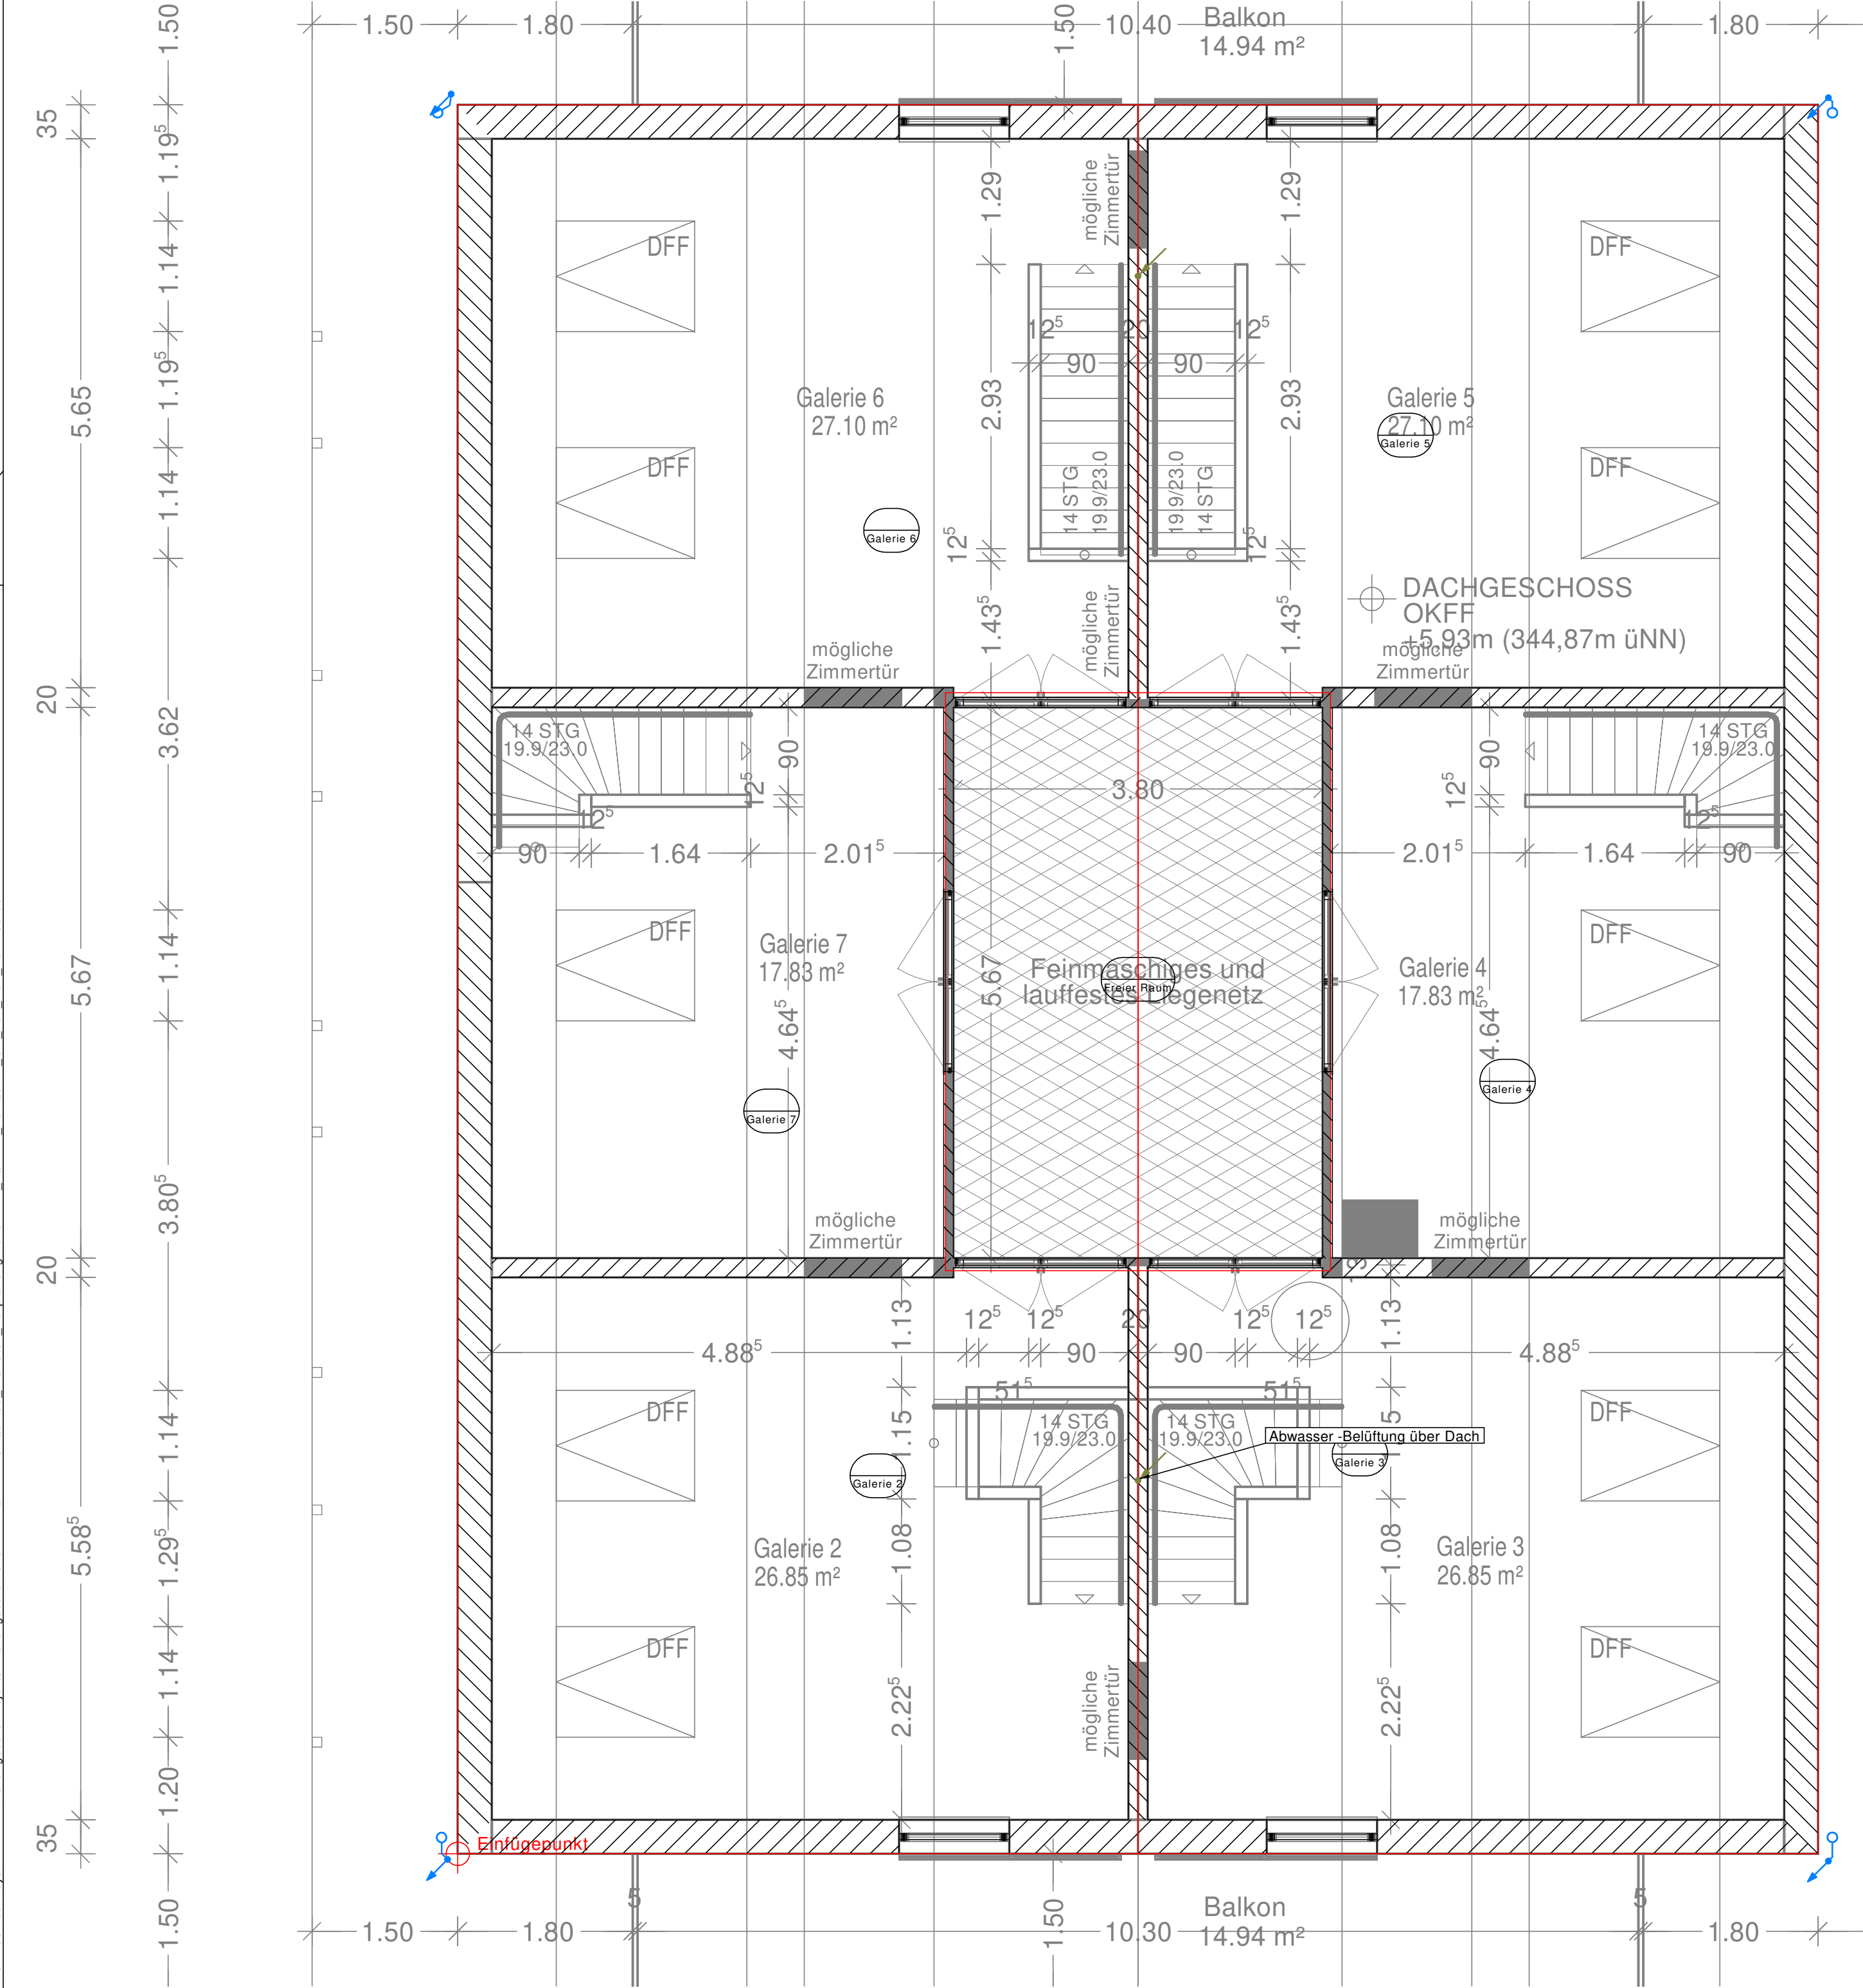 1.50
1.80
1.50
10.40
Balkon
14.94 m²
1.80
1.50
35
1.19⁵
1.14
1.19⁵
1.14
5.65
20
3.62
1.14
5.67
3.80⁵
20
1.14
1.29⁵
5.58⁵
1.14
1.20
35
1.50
DFF
1.29
mögliche
Zimmertür
1.29
DFF
12⁵
20
12⁵
90
90
2.93
2.93
Galerie 6
27.10 m²
Galerie 5
27.10 m²
Galerie 5
DFF
14 STG
19.9/23.0
19.9/23.0
14 STG
DFF
Galerie 6
12⁵
12⁵
1.43⁵
mögliche
Zimmertür
1.43⁵
DACHGESCHOSS
OKFF
+5,93m (344,87m üNN)
mögliche
Zimmertür
mögliche
Zimmertür
14 STG
19.9/23.0
90
12⁵
12⁵
90
1.64
2.01⁵
3.80
14 STG
19.9/23.0
90
12⁵
12⁵
2.01⁵
1.64
90
DFF
Galerie 7
17.83 m²
4.64⁵
5.67
Feinmaschiges und
lauffestes Liegenetz
Freier Raum
Galerie 4
17.83 m²
4.64⁵
DFF
Galerie 7
Galerie 4
mögliche
Zimmertür
mögliche
Zimmertür
1.13
12⁵
12⁵
20
12⁵
12⁵
1.13
4.88⁵
90
90
4.88⁵
51⁵
51⁵
DFF
1.15
14 STG
19.9/23.0
14 STG
19.9/23.0
Abwasser -Belüftung über Dach
DFF
Galerie 2
Galerie 3
1.08
1.08
Galerie 2
26.85 m²
Galerie 3
26.85 m²
DFF
2.22⁵
mögliche
Zimmertür
2.22⁵
DFF
Einfügepunkt
5
5
1.50
1.80
1.50
10.30
Balkon
14.94 m²
1.80